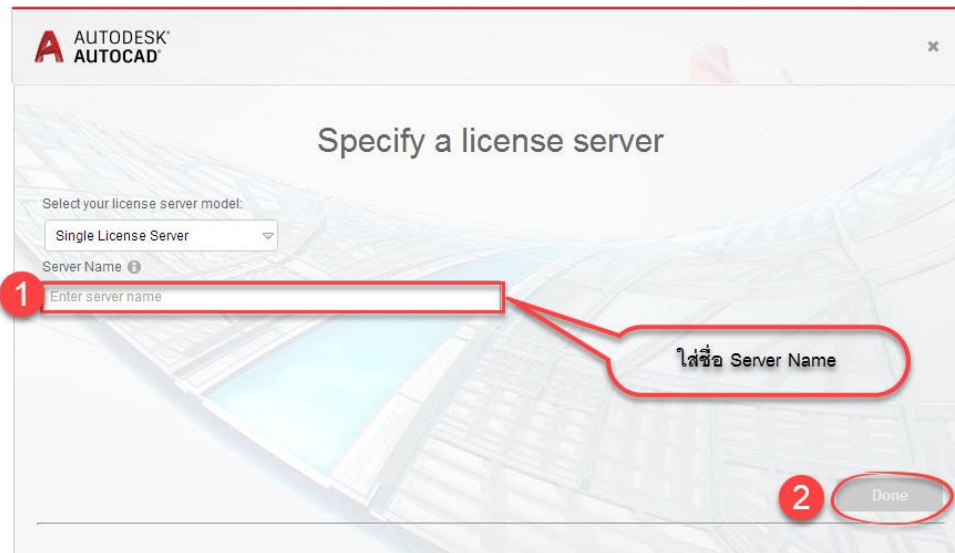 AUTODESK®
AUTOCAD®
Specify a license server
Select your license server model:
Single License Server
Server Name
1
Enter server name
ใส่ชื่อ Server Name
2
Done